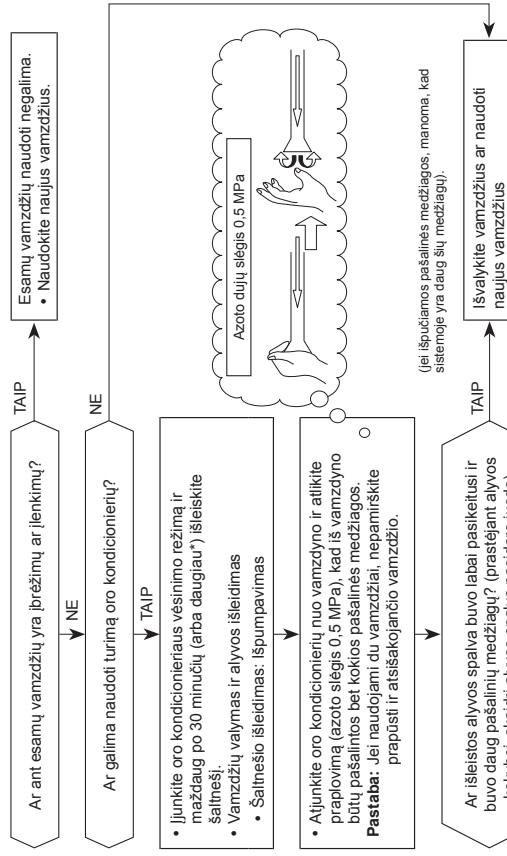 Ar ant esamų vamzdžių yra įbrėžimų ar įlenkimų?
TAIP
Esamų vamzdžių naudoti negalima.
• Naudokite naujus vamzdžius.
NE
Ar galima naudoti turimą oro kondicionierių?
NE
TAIP
• Įjunkite oro kondicionieriaus vėsinimo režimą ir
maždaug po 30 minučių (arba daugiau*) išleiskite
šaltnešį.
• Vamzdžių valymas ir alyvos išleidimas
• Šaltnešio išleidimas: Išpumpavimas
• Atjunkite oro kondicionierių nuo vamzdyno ir atlikite
praplovimą (azoto slėgis 0,5 MPa), kad iš vamzdyno
būtų pašalintos bet kokios pašalinės medžiagos.
Pastaba: Jei naudojami du vamzdžiai, nepamirškite
prapūsti ir atsišakojančio vamzdžio.
Azoto dujų slėgis 0,5 MPa
(jei išpučiamos pašalinės medžiagos, manoma, kad
sistemoje yra daug šių medžiagų).
Ar išleistos alyvos spalva buvo labai pasikeitusi ir
buvo daug pašalinių medžiagų? (prastėjant alyvos
TAIP
Išvalykite vamzdžius ar naudoti
naujus vamzdžius